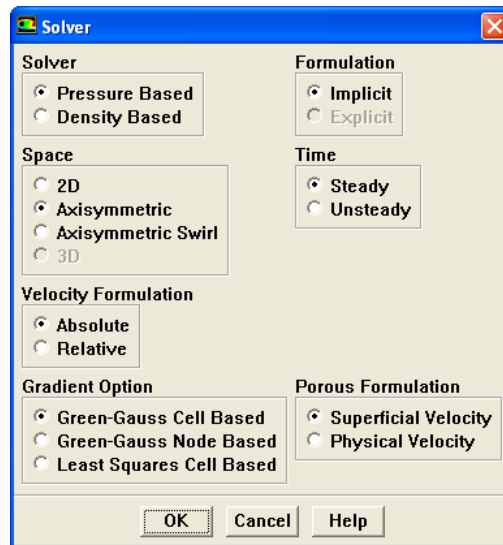 Solver
Solver
Formulation
Pressure Based
Implicit
Density Based
Explicit
Space
Time
2D
Steady
Axisymmetric
Unsteady
Axisymmetric Swirl
3D
Velocity Formulation
Absolute
Relative
Gradient Option
Porous Formulation
Green-Gauss Cell Based
Superficial Velocity
Green-Gauss Node Based
Physical Velocity
Least Squares Cell Based
OK
Cancel
Help